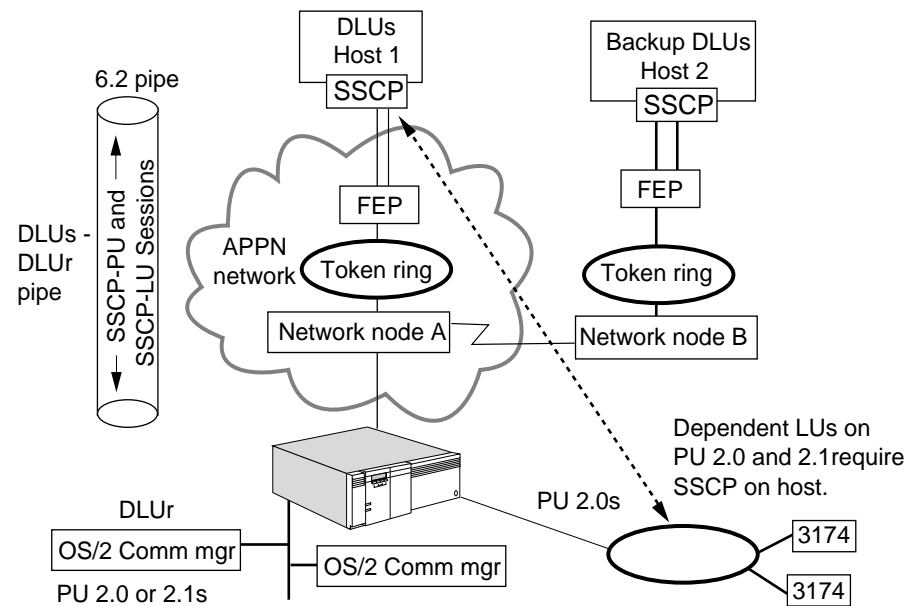 DLUs
Host 1
SSCP
Backup DLUs
Host 2
SSCP
6.2 pipe
SSCP-PU and
SSCP-LU Sessions
DLUs -
DLUr
pipe
FEP
FEP
APPN
network
Token ring
Token ring
Network node A
Network node B
Dependent LUs on
PU 2.0 and 2.1require
SSCP on host.
PU 2.0s
DLUr
OS/2 Comm mgr
OS/2 Comm mgr
PU 2.0 or 2.1s
3174
3174